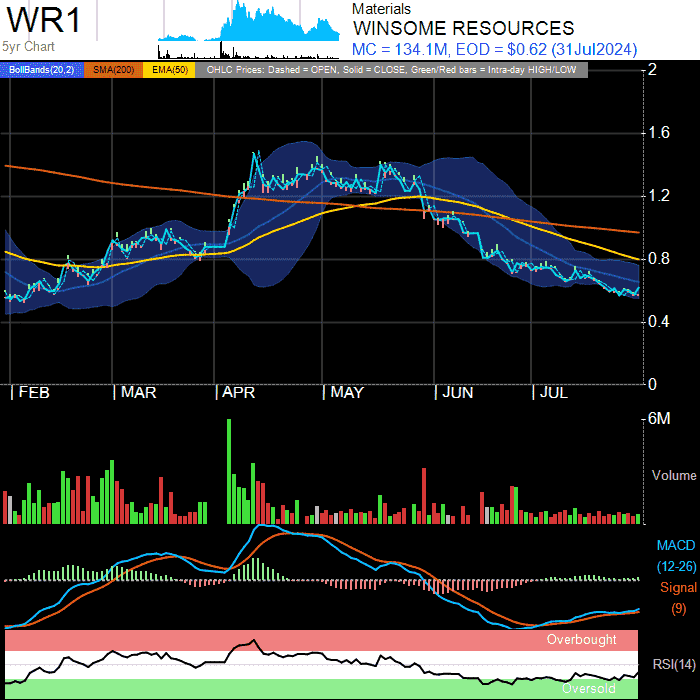 WR1
5yr Chart
Materials
WINSOME RESOURCES
MC = 134.1M, EOD = $0.62 (31Jul2024)
BollBands(20,2) SMA(200) EMA(50) OHLC Prices: Dashed = OPEN, Solid = CLOSE, Green/Red bars = Intra-day HIGH/LOW
2
1.6
1.2
0.8
0.4
0
FEB MAR APR MAY JUN JUL
6M
Volume
MACD
(12-26)
Signal
(9)
Overbought
RSI(14)
Oversold